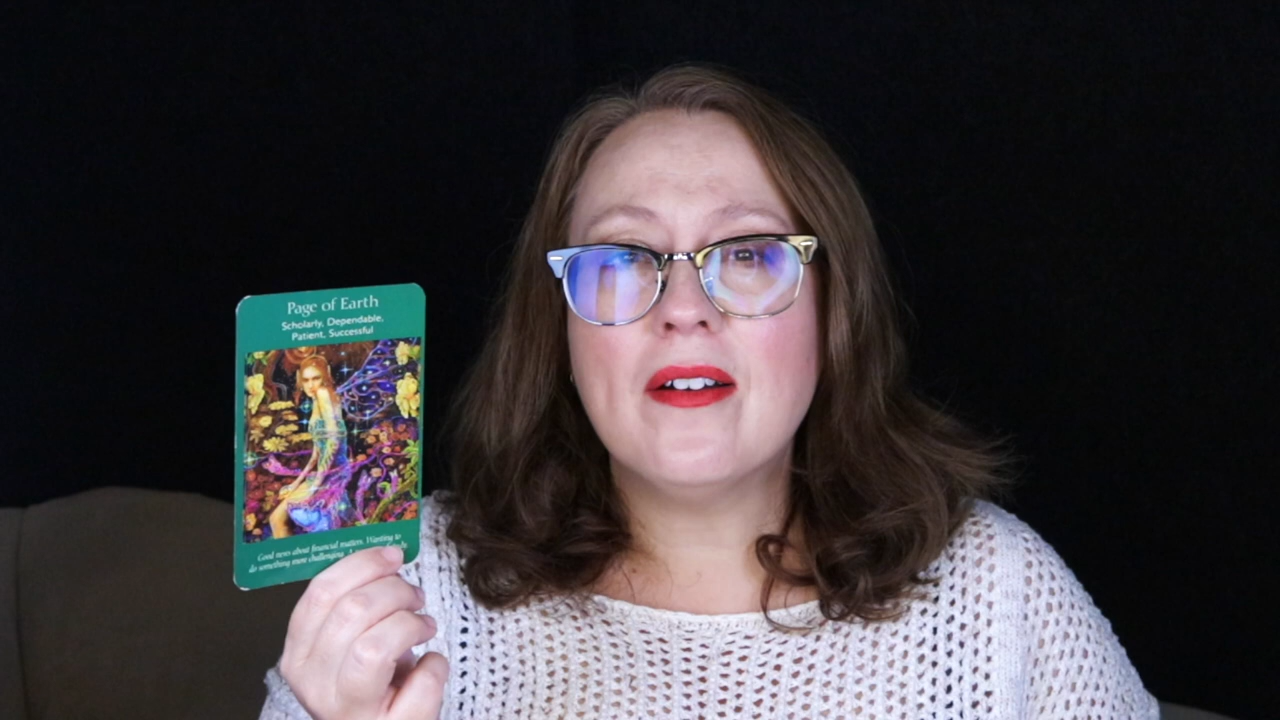 Page of Earth
Scholarly, Dependable,
Patient, Successful
Good news about financial matters. Wanting to
do something more challenging. A